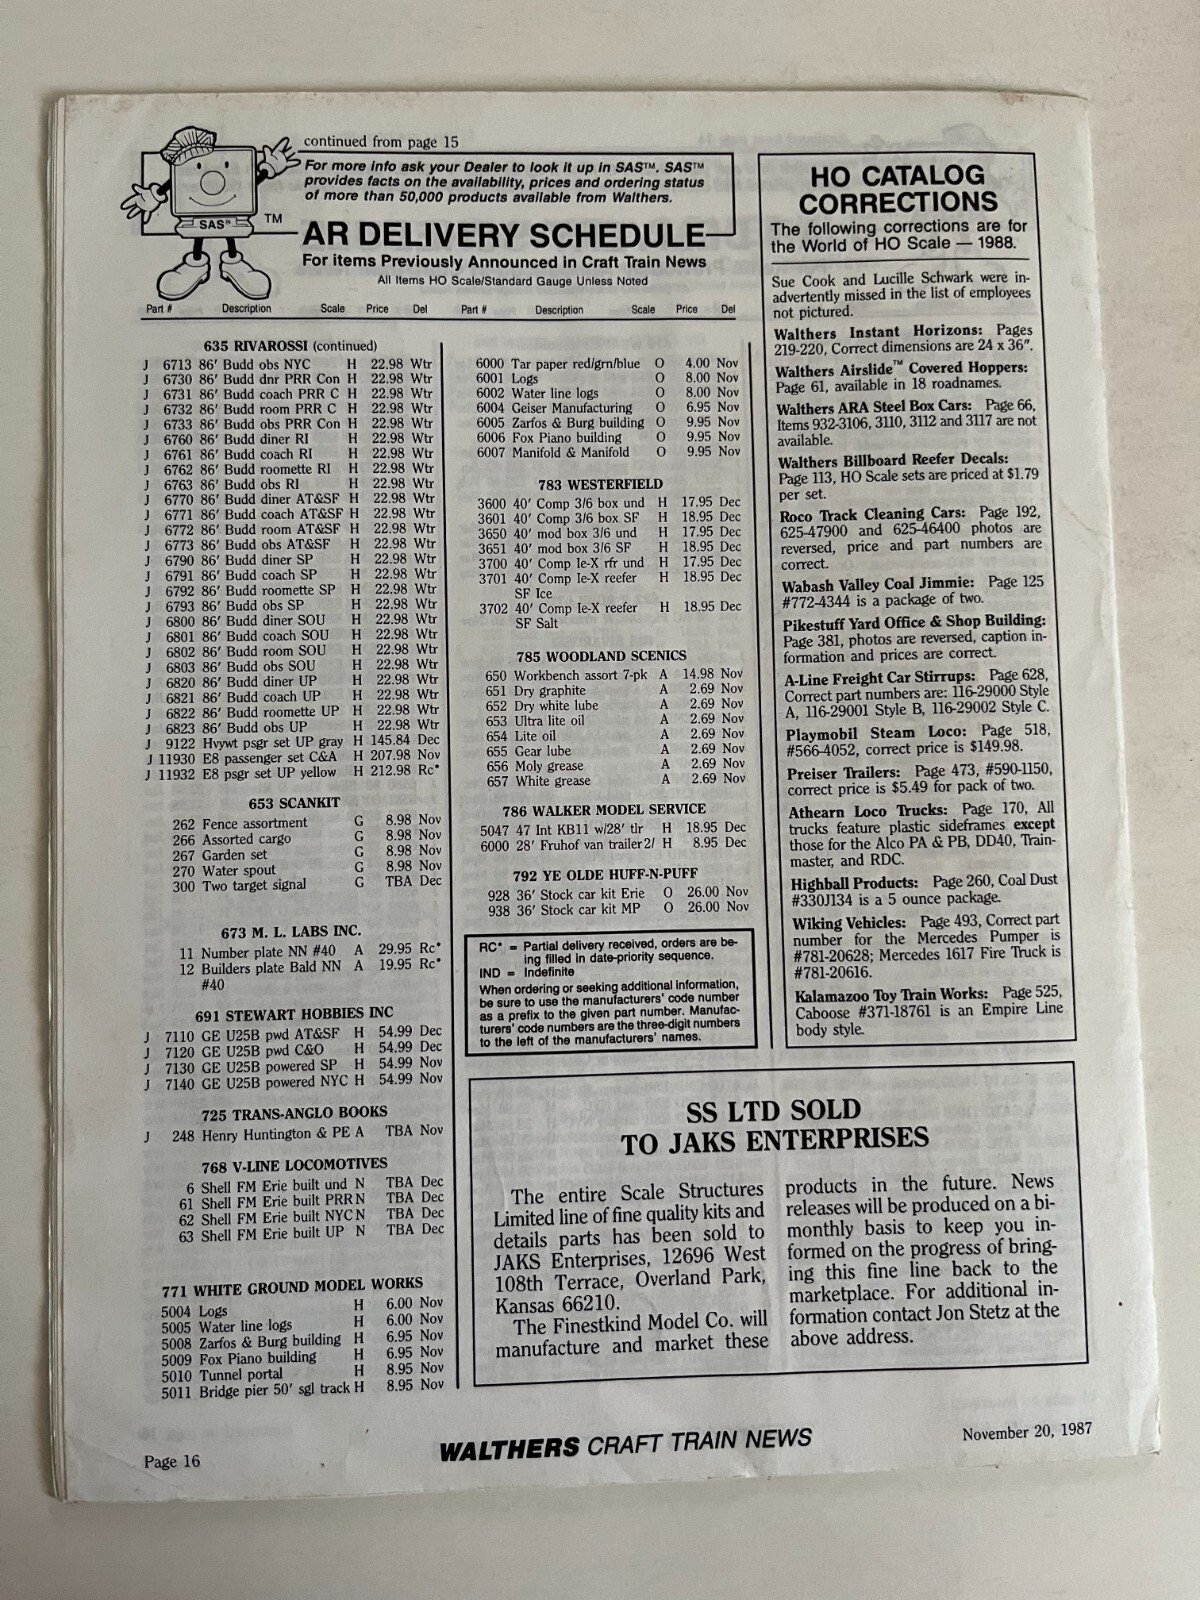 continued from page 15
For more info ask your Dealer to look it up in SAS™. SAS™
provides facts on the availability, prices and ordering status
of more than 50,000 products available from Walthers.
SAS™
TM
AR DELIVERY SCHEDULE
For items Previously Announced in Craft Train News
All Items HO Scale/Standard Gauge Unless Noted
Part # Description Scale Price Del Part # Description Scale Price Del
635 RIVAROSSI (continued)
J 6713 86' Budd obs NYC H 22.98 Wtr
J 6730 86' Budd dnr PRR Con H 22.98 Wtr
J 6731 86' Budd coach PRR C H 22.98 Wtr
J 6732 86' Budd room PRR C H 22.98 Wtr
J 6733 86' Budd obs PRR Con H 22.98 Wtr
J 6760 86' Budd diner RI H 22.98 Wtr
J 6761 86' Budd coach RI H 22.98 Wtr
J 6762 86' Budd roomette RI H 22.98 Wtr
J 6763 86' Budd obs RI H 22.98 Wtr
J 6770 86' Budd diner AT&SF H 22.98 Wtr
J 6771 86' Budd coach AT&SF H 22.98 Wtr
J 6772 86' Budd room AT&SF H 22.98 Wtr
J 6773 86' Budd obs AT&SF H 22.98 Wtr
J 6790 86' Budd diner SP H 22.98 Wtr
J 6791 86' Budd coach SP H 22.98 Wtr
J 6792 86' Budd roomette SP H 22.98 Wtr
J 6793 86' Budd obs SP H 22.98 Wtr
J 6800 86' Budd diner SOU H 22.98 Wtr
J 6801 86' Budd coach SOU H 22.98 Wtr
J 6802 86' Budd room SOU H 22.98 Wtr
J 6803 86' Budd obs SOU H 22.98 Wtr
J 6820 86' Budd diner UP H 22.98 Wtr
J 6821 86' Budd coach UP H 22.98 Wtr
J 6822 86' Budd roomette UP H 22.98 Wtr
J 6823 86' Budd obs UP H 22.98 Wtr
J 9122 Hvywt psgr set UP gray H 145.84 Dec
J 11930 E8 passenger set C&A H 207.98 Nov
J 11932 E8 psgr set UP yellow H 212.98 Rc*
653 SCANKIT
262 Fence assortment G 8.98 Nov
266 Assorted cargo G 8.98 Nov
267 Garden set G 8.98 Nov
270 Water spout G 8.98 Nov
300 Two target signal G TBA Dec
673 M. L. LABS INC.
11 Number plate NN #40 A 29.95 Rc*
12 Builders plate Bald NN A 19.95 Rc*
#40
691 STEWART HOBBIES INC
J 7110 GE U25B pwd AT&SF H 54.99 Dec
J 7120 GE U25B pwd C&O H 54.99 Dec
J 7130 GE U25B powered SP H 54.99 Nov
J 7140 GE U25B powered NYC H 54.99 Nov
725 TRANS-ANGLO BOOKS
J 248 Henry Huntington & PE A TBA Nov
768 V-LINE LOCOMOTIVES
6 Shell FM Erie built und N TBA Dec
61 Shell FM Erie built PRR N TBA Dec
62 Shell FM Erie built NYC N TBA Dec
63 Shell FM Erie built UP N TBA Dec
771 WHITE GROUND MODEL WORKS
5004 Logs H 6.00 Nov
5005 Water line logs H 6.00 Nov
5008 Zarfos & Burg building H 6.95 Nov
5009 Fox Piano building H 6.95 Nov
5010 Tunnel portal H 8.95 Nov
5011 Bridge pier 50' sgl track H 8.95 Nov
6000 Tar paper red/grn/blue O 4.00 Nov
6001 Logs O 8.00 Nov
6002 Water line logs O 8.00 Nov
6004 Geiser Manufacturing O 6.95 Nov
6005 Zarfos & Burg building O 9.95 Nov
6006 Fox Piano building O 9.95 Nov
6007 Manifold & Manifold O 9.95 Nov
783 WESTERFIELD
3600 40' Comp 3/6 box und H 17.95 Dec
3601 40' Comp 3/6 box SF H 18.95 Dec
3650 40' mod box 3/6 und H 17.95 Dec
3651 40' mod box 3/6 SF H 18.95 Dec
3700 40' Comp Ie-X rfr und H 17.95 Dec
3701 40' Comp Ie-X reefer H 18.95 Dec
SF Ice
3702 40' Comp Ie-X reefer H 18.95 Dec
SF Salt
785 WOODLAND SCENICS
650 Workbench assort 7-pk A 14.98 Nov
651 Dry graphite A 2.69 Nov
652 Dry white lube A 2.69 Nov
653 Ultra lite oil A 2.69 Nov
654 Lite oil A 2.69 Nov
655 Gear lube A 2.69 Nov
656 Moly grease A 2.69 Nov
657 White grease A 2.69 Nov
786 WALKER MODEL SERVICE
5047 47 Int KB11 w/28' tlr H 18.95 Dec
6000 28' Fruhof van trailer 2/ H 8.95 Dec
792 YE OLDE HUFF-N-PUFF
928 36' Stock car kit Erie O 26.00 Nov
938 36' Stock car kit MP O 26.00 Nov
RC* = Partial delivery received, orders are be-
ing filled in date-priority sequence.
IND = Indefinite
When ordering or seeking additional information,
be sure to use the manufacturers' code number
as a prefix to the given part number. Manufac-
turers' code numbers are the three-digit numbers
to the left of the manufacturers' names.
HO CATALOG
CORRECTIONS
The following corrections are for
the World of HO Scale — 1988.
Sue Cook and Lucille Schwark were in-
advertently missed in the list of employees
not pictured.
Walthers Instant Horizons: Pages
219-220, Correct dimensions are 24 x 36".
Walthers Airslide™ Covered Hoppers:
Page 61, available in 18 roadnames.
Walthers ARA Steel Box Cars: Page 66,
Items 932-3106, 3110, 3112 and 3117 are not
available.
Walthers Billboard Reefer Decals:
Page 113, HO Scale sets are priced at $1.79
per set.
Roco Track Cleaning Cars: Page 192,
625-47900 and 625-46400 photos are
reversed, price and part numbers are
correct.
Wabash Valley Coal Jimmie: Page 125
#772-4344 is a package of two.
Pikestuff Yard Office & Shop Building:
Page 381, photos are reversed, caption in-
formation and prices are correct.
A-Line Freight Car Stirrups: Page 628,
Correct part numbers are: 116-29000 Style
A, 116-29001 Style B, 116-29002 Style C.
Playmobil Steam Loco: Page 518,
#566-4052, correct price is $149.98.
Preiser Trailers: Page 473, #590-1150,
correct price is $5.49 for pack of two.
Athearn Loco Trucks: Page 170, All
trucks feature plastic sideframes except
those for the Alco PA & PB, DD40, Train-
master, and RDC.
Highball Products: Page 260, Coal Dust
#330J134 is a 5 ounce package.
Wiking Vehicles: Page 493, Correct part
number for the Mercedes Pumper is
#781-20628; Mercedes 1617 Fire Truck is
#781-20616.
Kalamazoo Toy Train Works: Page 525,
Caboose #371-18761 is an Empire Line
body style.
SS LTD SOLD
TO JAKS ENTERPRISES
The entire Scale Structures
Limited line of fine quality kits and
details parts has been sold to
JAKS Enterprises, 12696 West
108th Terrace, Overland Park,
Kansas 66210.
The Finestkind Model Co. will
manufacture and market these
products in the future. News
releases will be produced on a bi-
monthly basis to keep you in-
formed on the progress of bring-
ing this fine line back to the
marketplace. For additional in-
formation contact Jon Stetz at the
above address.
Page 16
WALTHERS CRAFT TRAIN NEWS
November 20, 1987